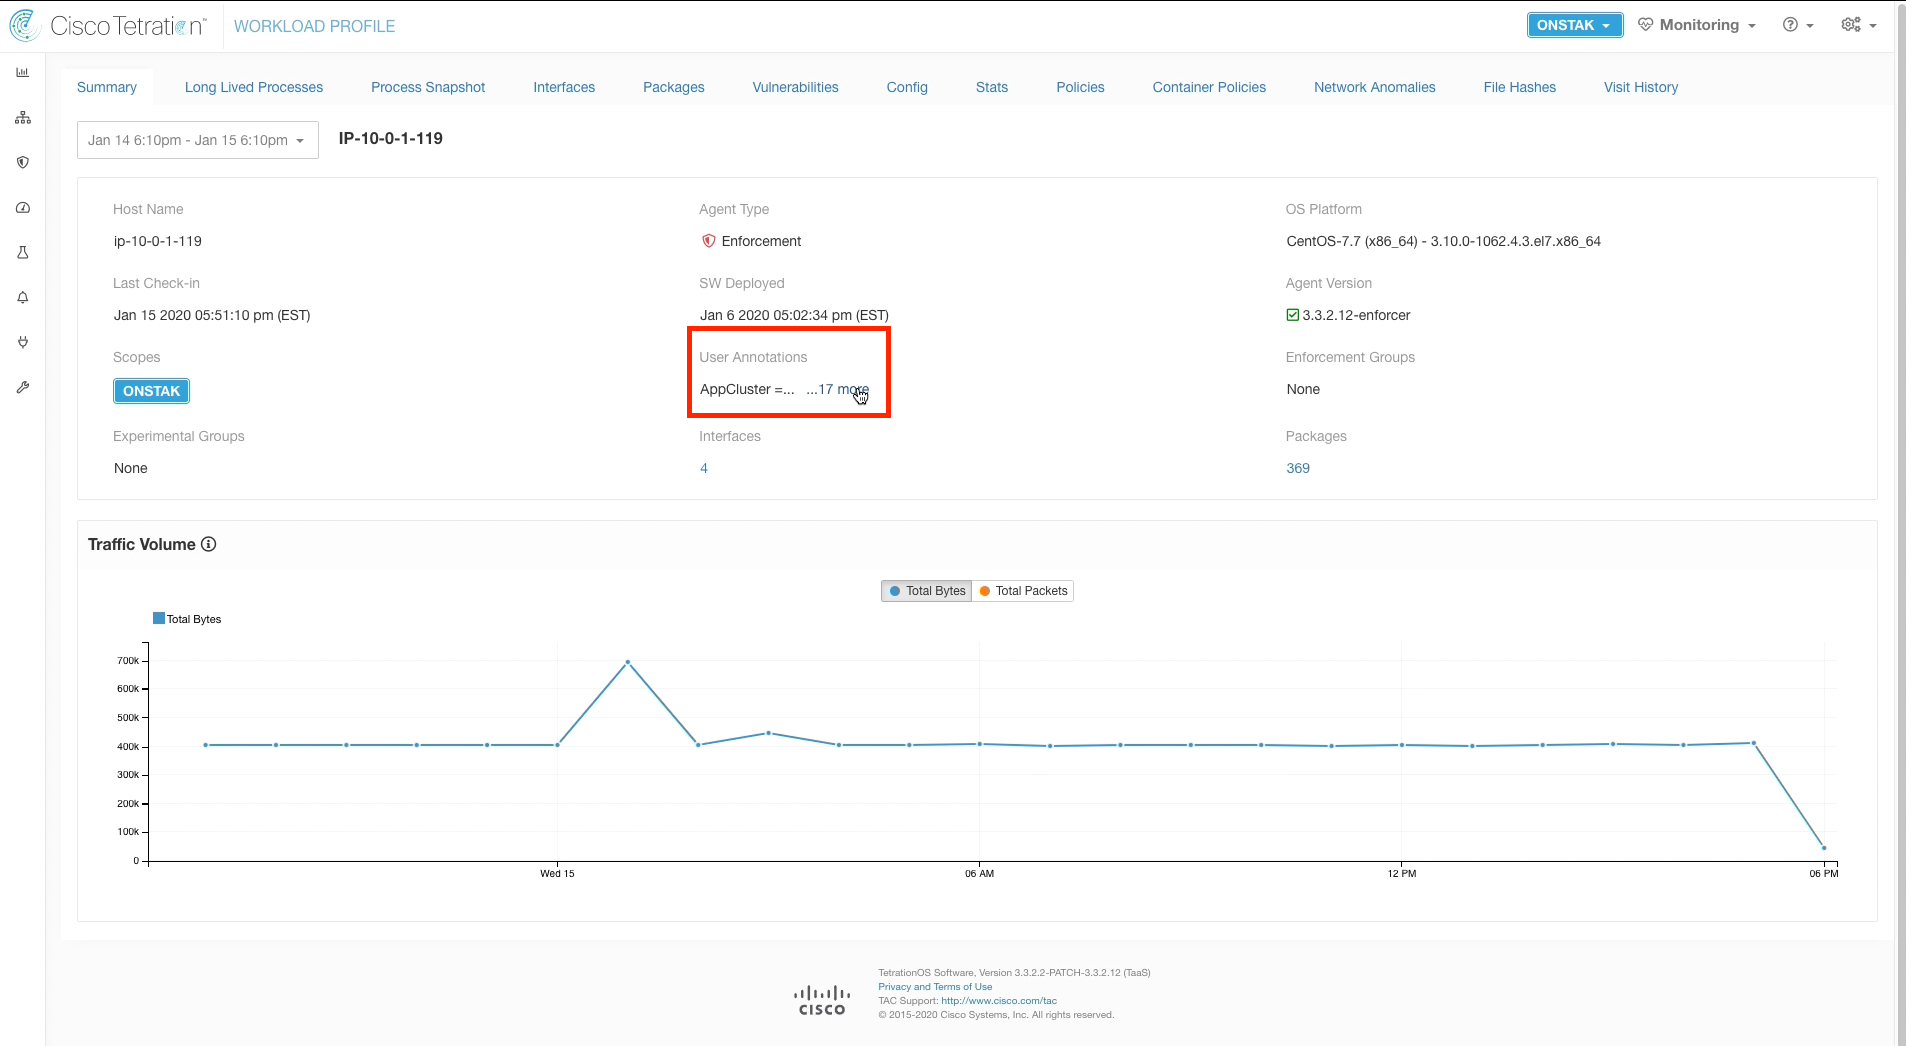 Cisco Tetration™ WORKLOAD PROFILE ONSTAK Monitoring
Summary Long Lived Processes Process Snapshot Interfaces Packages Vulnerabilities Config Stats Policies Container Policies Network Anomalies File Hashes Visit History
Jan 14 6:10pm - Jan 15 6:10pm IP-10-0-1-119
Host Name Agent Type OS Platform
ip-10-0-1-119 Enforcement CentOS-7.7 (x86_64) - 3.10.0-1062.4.3.el7.x86_64
Last Check-in SW Deployed Agent Version
Jan 15 2020 05:51:10 pm (EST) Jan 6 2020 05:02:34 pm (EST) 3.3.2.12-enforcer
Scopes User Annotations Enforcement Groups
ONSTAK AppCluster =... ...17 more None
Experimental Groups Interfaces Packages
None 4 369
Traffic Volume
Total Bytes Total Packets
Total Bytes
700k
600k
500k
400k
300k
200k
100k
0
Wed 15 06 AM 12 PM 06 PM
CISCO
TetrationOS Software, Version 3.3.2.2-PATCH-3.3.2.12 (TaaS)
Privacy and Terms of Use
TAC Support: http://www.cisco.com/tac
© 2015-2020 Cisco Systems, Inc. All rights reserved.